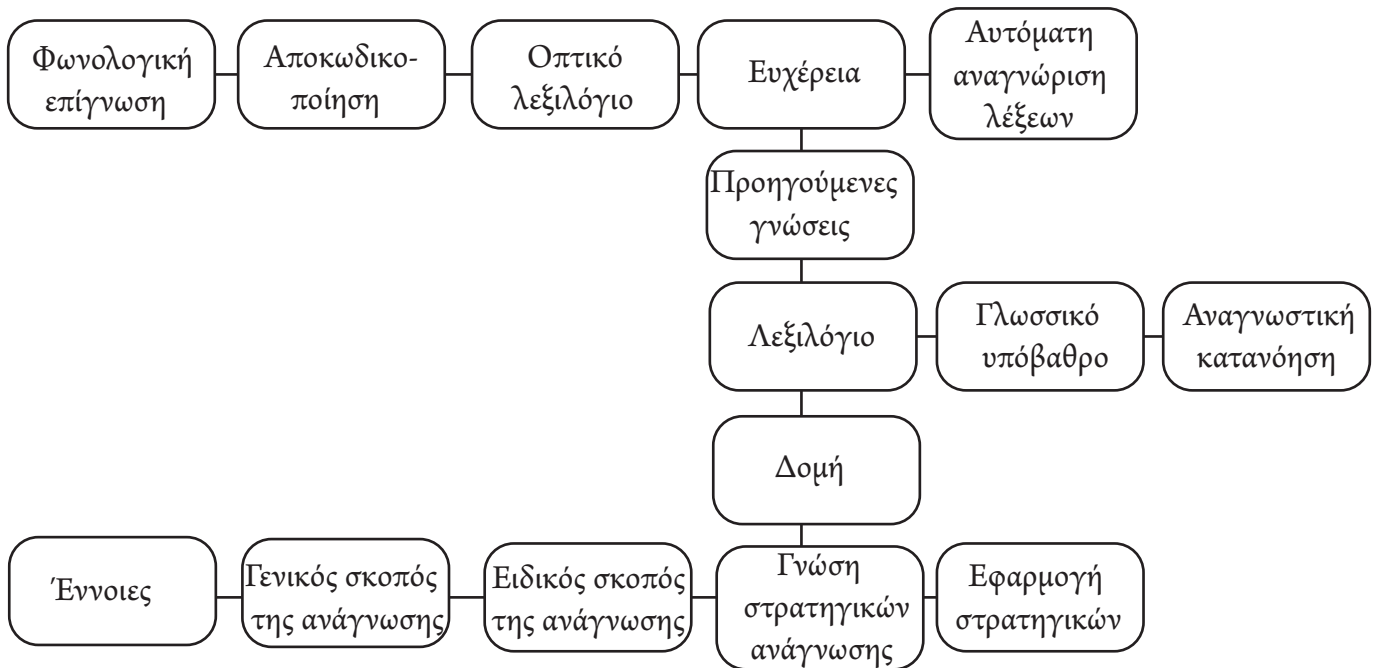 Φωνολογική
επίγνωση
Αποκωδικο-
ποίηση
Οπτικό
λεξιλόγιο
Ευχέρεια
Αυτόματη
αναγνώριση
λέξεων
Προηγούμενες
γνώσεις
Λεξιλόγιο
Γλωσσικό
υπόβαθρο
Αναγνωστική
κατανόηση
Δομή
Έννοιες
Γενικός σκοπός
της ανάγνωσης
Ειδικός σκοπός
της ανάγνωσης
Γνώση
στρατηγικών
ανάγνωσης
Εφαρμογή
στρατηγικών